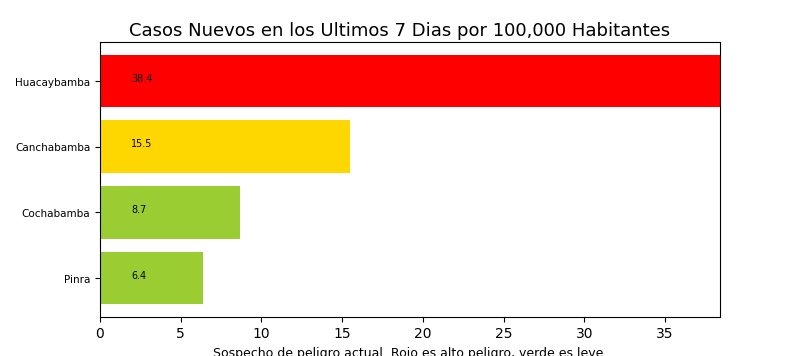 Casos Nuevos en los Ultimos 7 Dias por 100,000 Habitantes
Huacaybamba 38.4
Canchabamba 15.5
Cochabamba 8.7
Pinra 6.4
0 5 10 15 20 25 30 35
Sospecho de peligro actual. Rojo es alto peligro, verde es leve